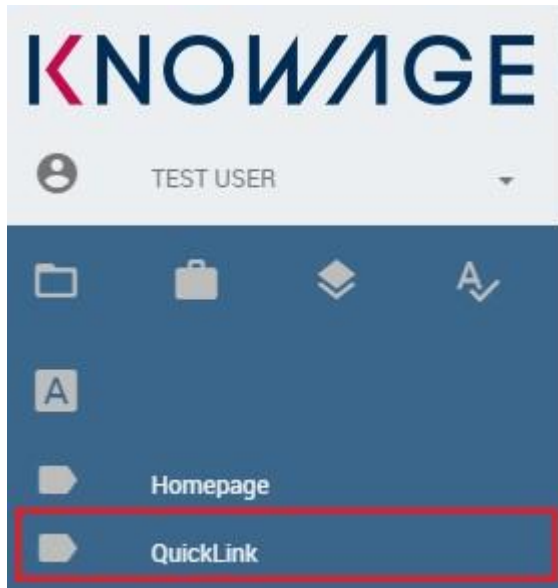 KNOWAGE
TEST USER
A
A
Homepage
QuickLink